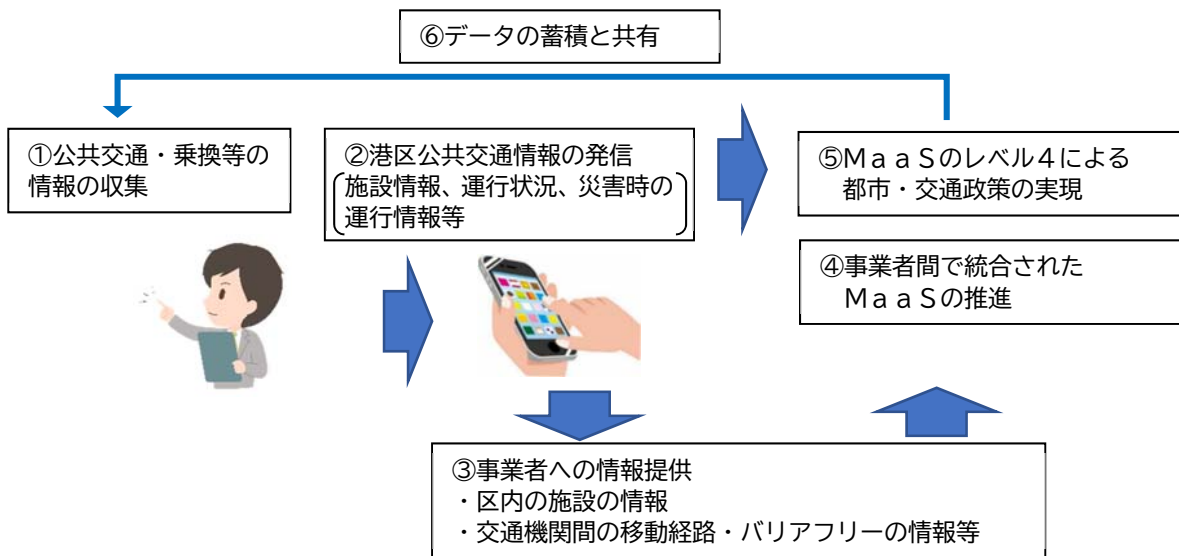 ⑥データの蓄積と共有
①公共交通・乗換等の
情報の収集
②港区公共交通情報の発信
施設情報、運行状況、災害時の
運行情報等
⑤ＭａａＳのレベル４による
都市・交通政策の実現
④事業者間で統合された
ＭａａＳの推進
③事業者への情報提供
・区内の施設の情報
・交通機関間の移動経路・バリアフリーの情報等